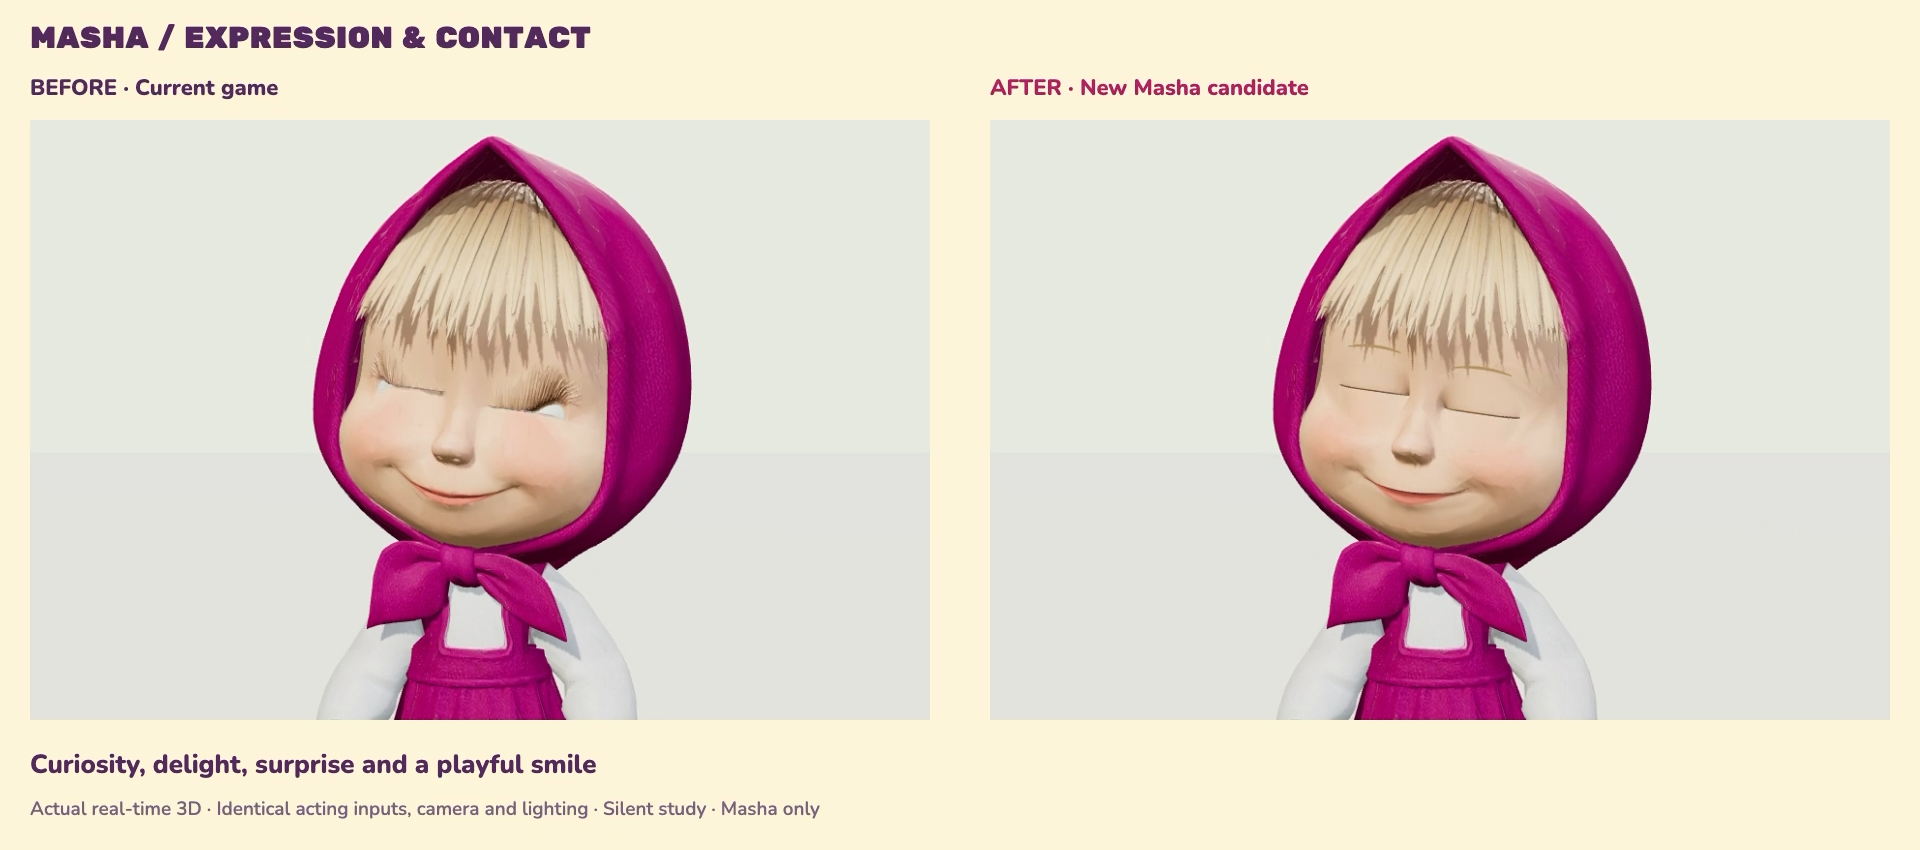 MASHA / EXPRESSION & CONTACT
BEFORE · Current game
AFTER · New Masha candidate
Curiosity, delight, surprise and a playful smile
Actual real-time 3D · Identical acting inputs, camera and lighting · Silent study · Masha only